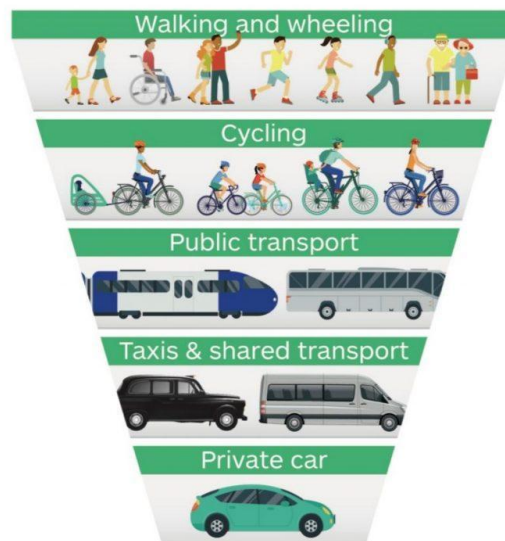 Walking and wheeling
Cycling
Public transport
Taxis & shared transport
Private car